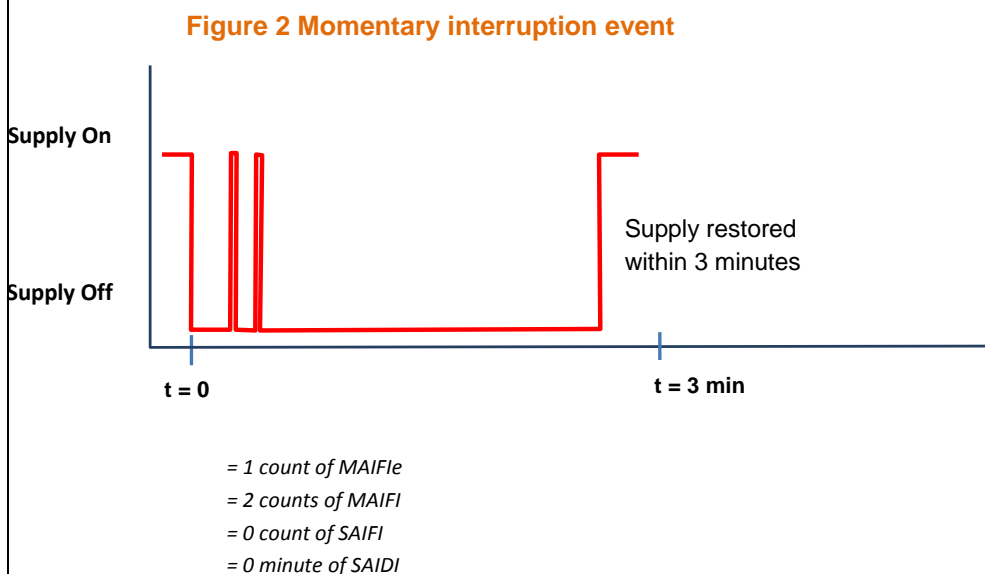 Figure 2 Momentary interruption event
Supply On
Supply restored
within 3 minutes
Supply Off
t = 0
t = 3 min
= 1 count of MAIFIe
= 2 counts of MAIFI
= 0 count of SAIFI
= 0 minute of SAIDI